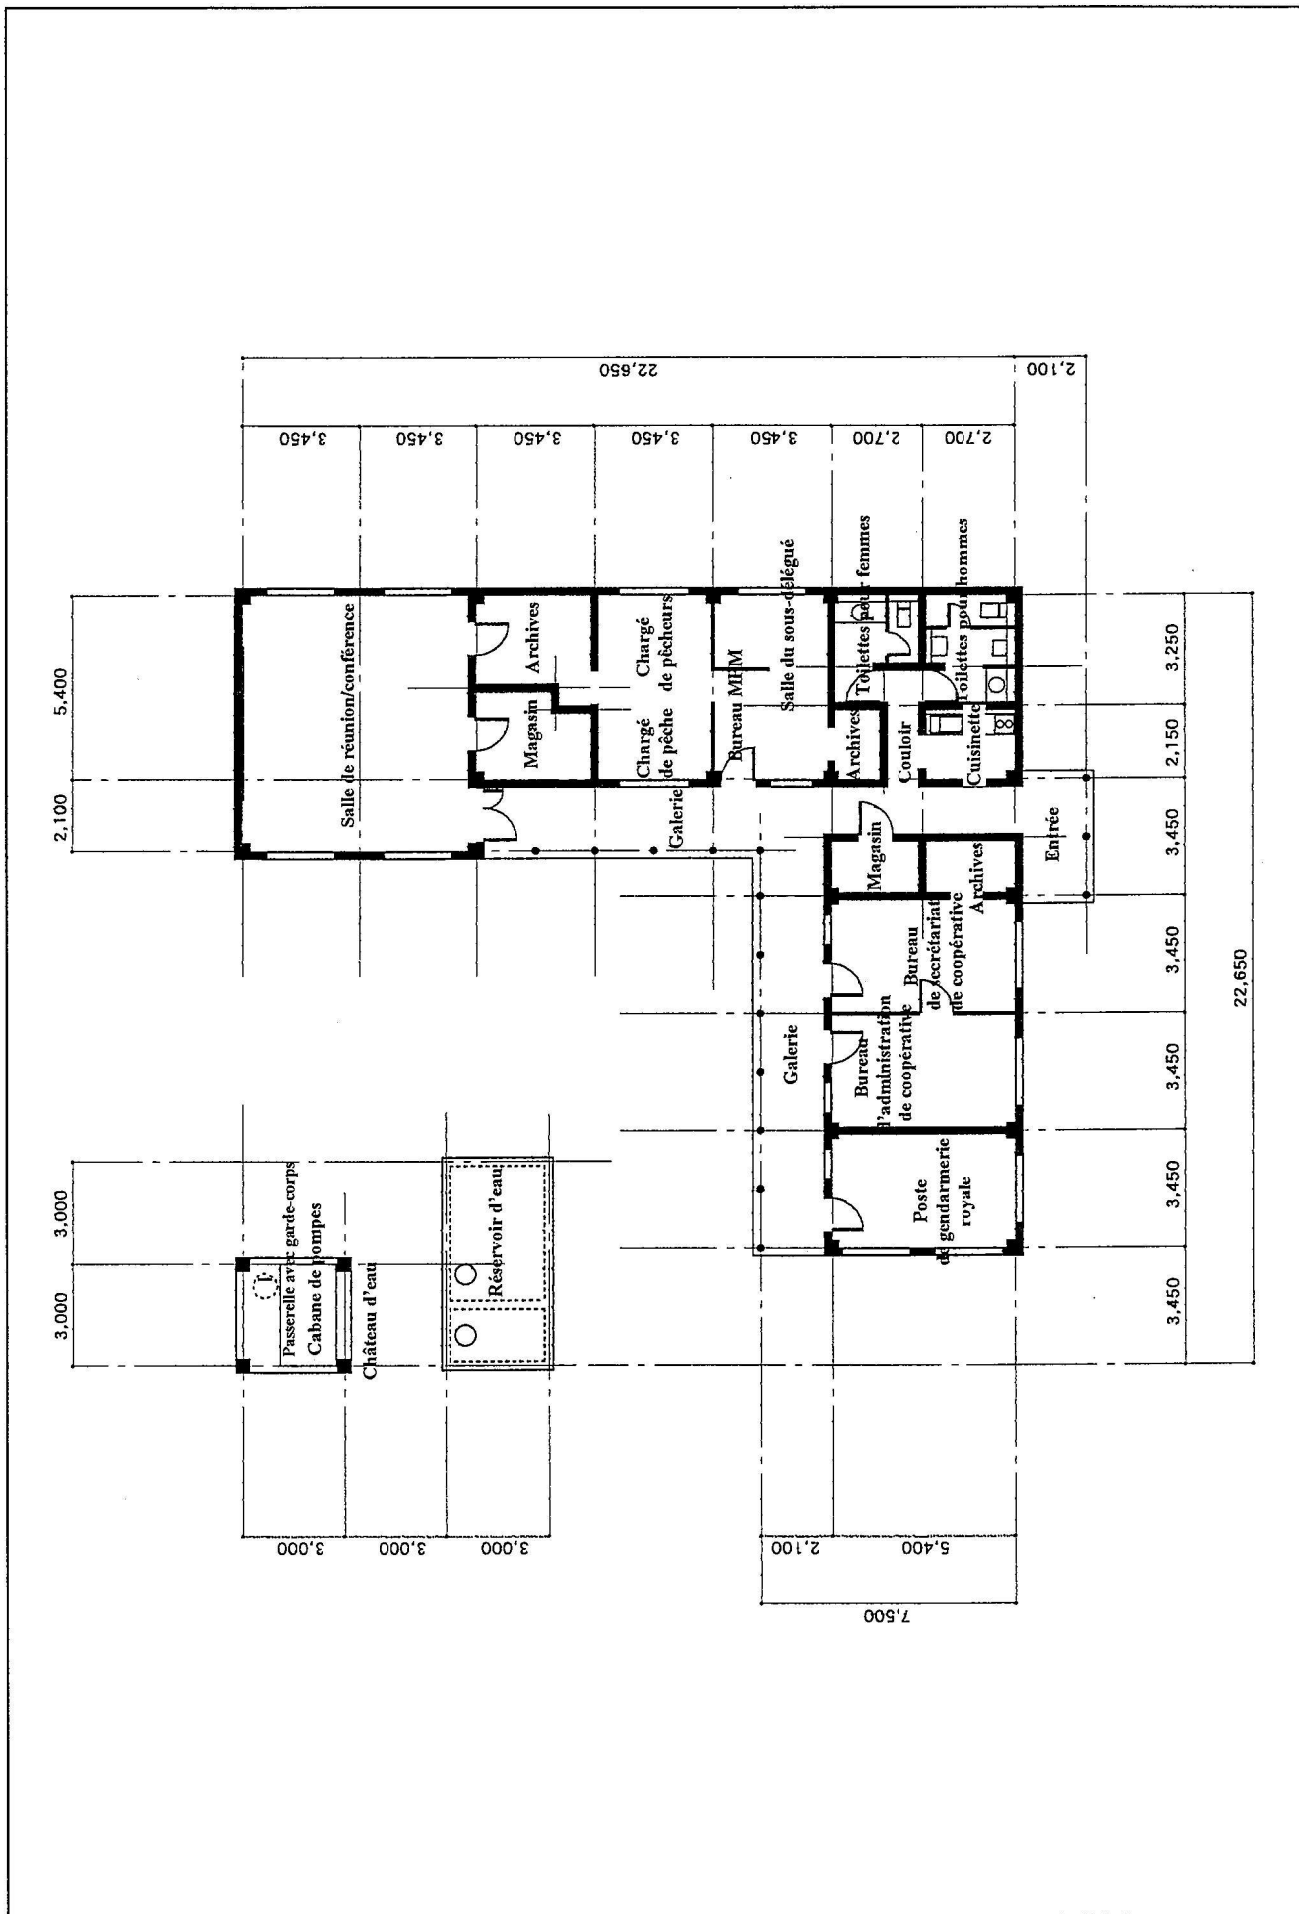 22,650
2,100
3,450
3,450
3,450
3,450
3,450
2,700
2,700
5,400
2,100
3,250
2,150
3,450
3,450
3,450
3,450
3,450
22,650
Salle de réunion/conférence
Archives
Magasin
Chargé
de pêcheurs
Chargé
de pêche
Bureau MPM
Salle du sous-délégué
Toilettes pour femmes
Toilettes pour hommes
Archives
Couloir
Cuisinette
Galerie
Magasin
Archives
Entrée
Bureau
de secrétariat
de coopérative
Galerie
Bureau
d'administration
de coopérative
Poste
de gendarmerie
royale
3,000
3,000
Passerelle avec garde-corps
Cabane de pompes
Château d'eau
Réservoir d'eau
3,000
3,000
3,000
2,100
5,400
7,500